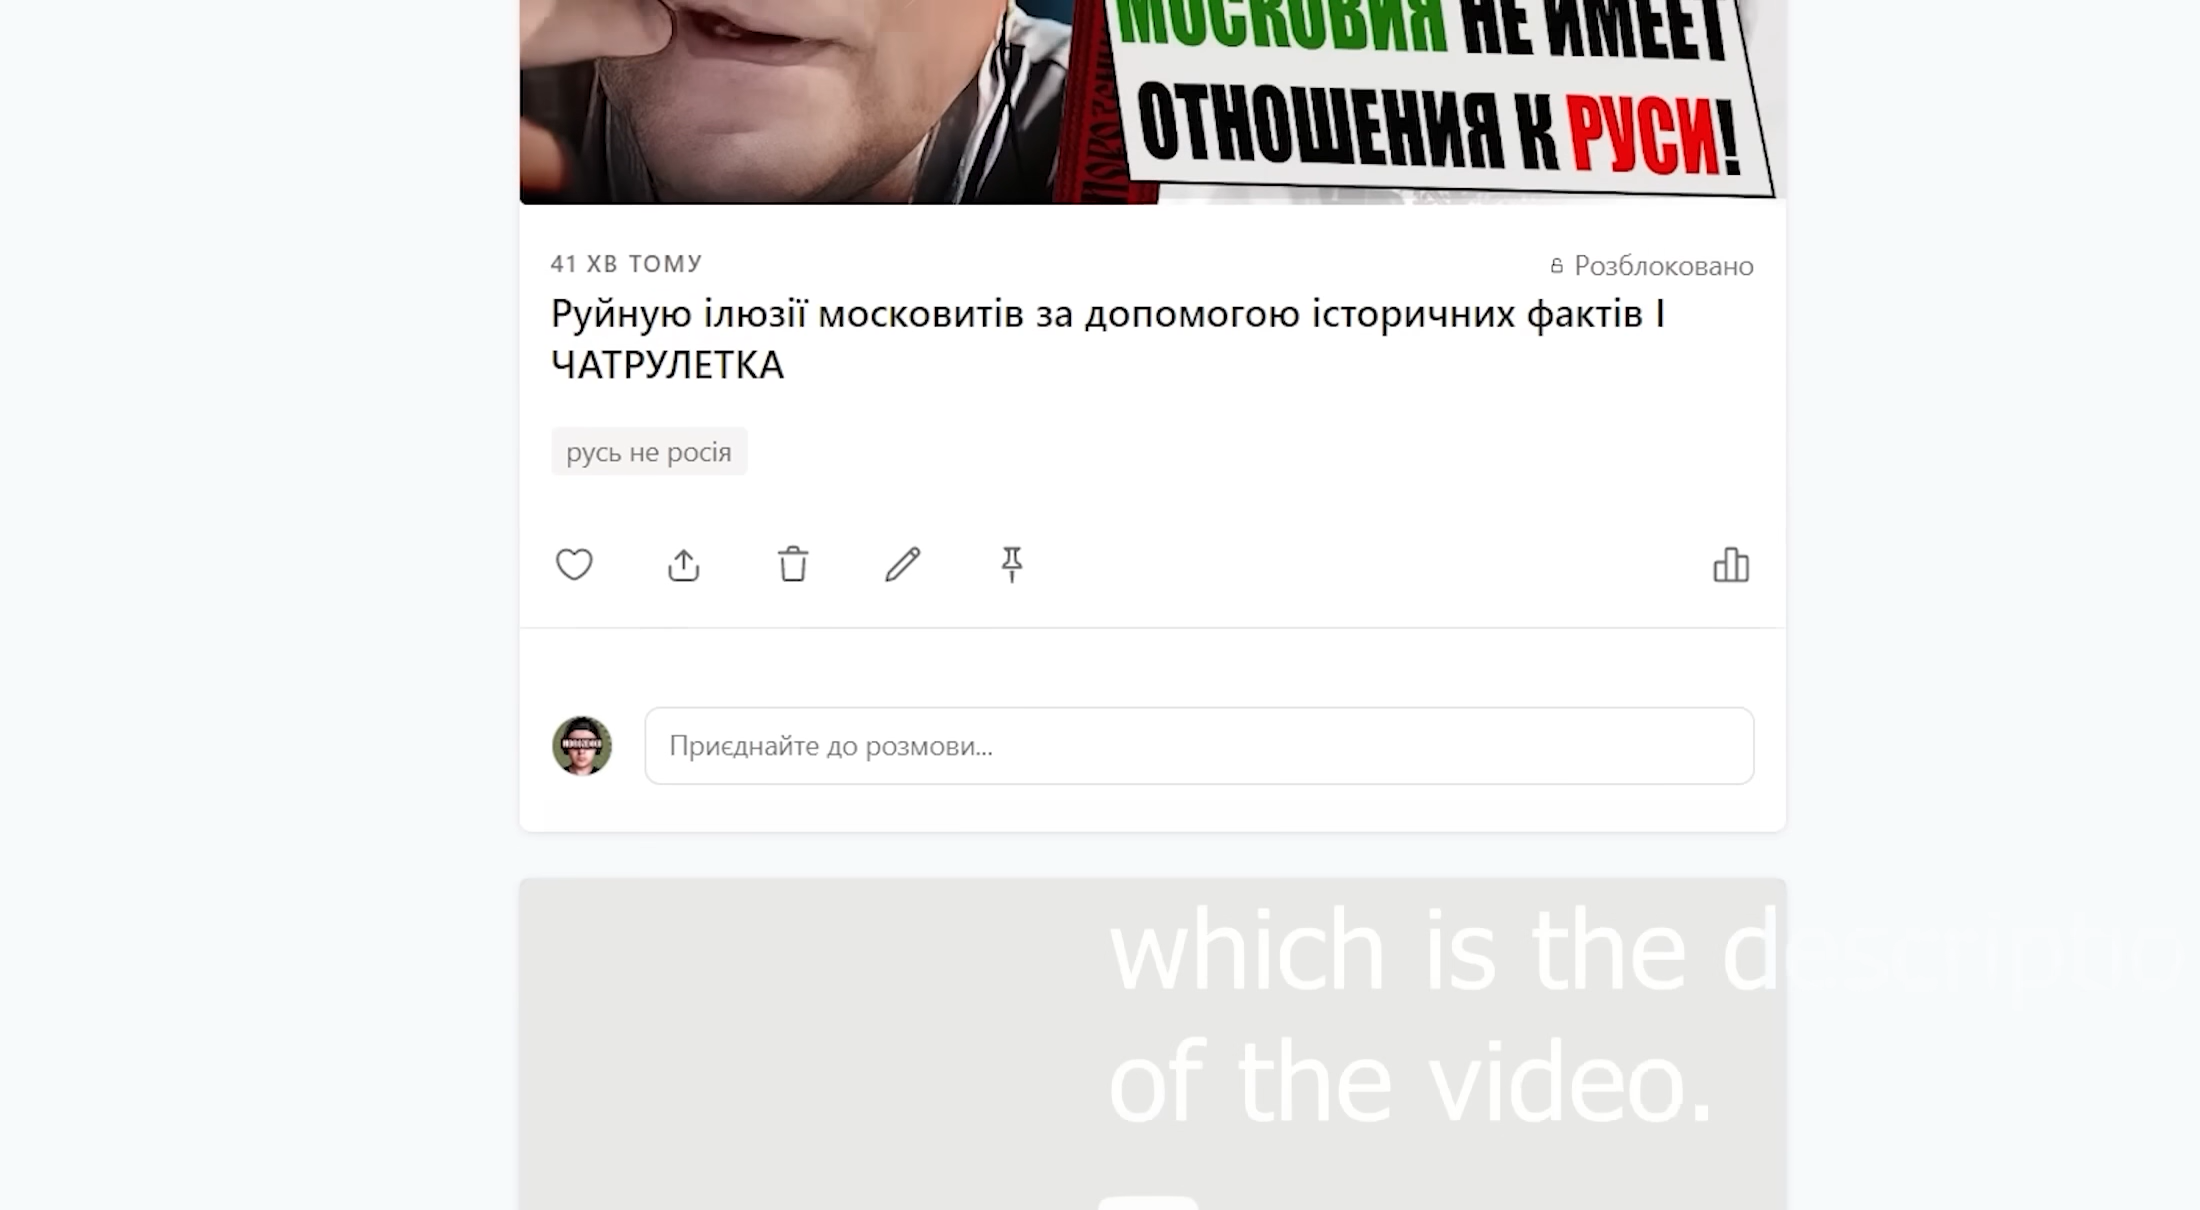 МОСКОВИЯ НЕ ИМЕЕТ
ОТНОШЕНИЯ К РУСИ!
41 ХВ ТОМУ
Розблоковано
Руйную ілюзії московитів за допомогою історичних фактів І
ЧАТРУЛЕТКА
русь не росія
Приєднайте до розмови...
which is the descriptio
of the video.